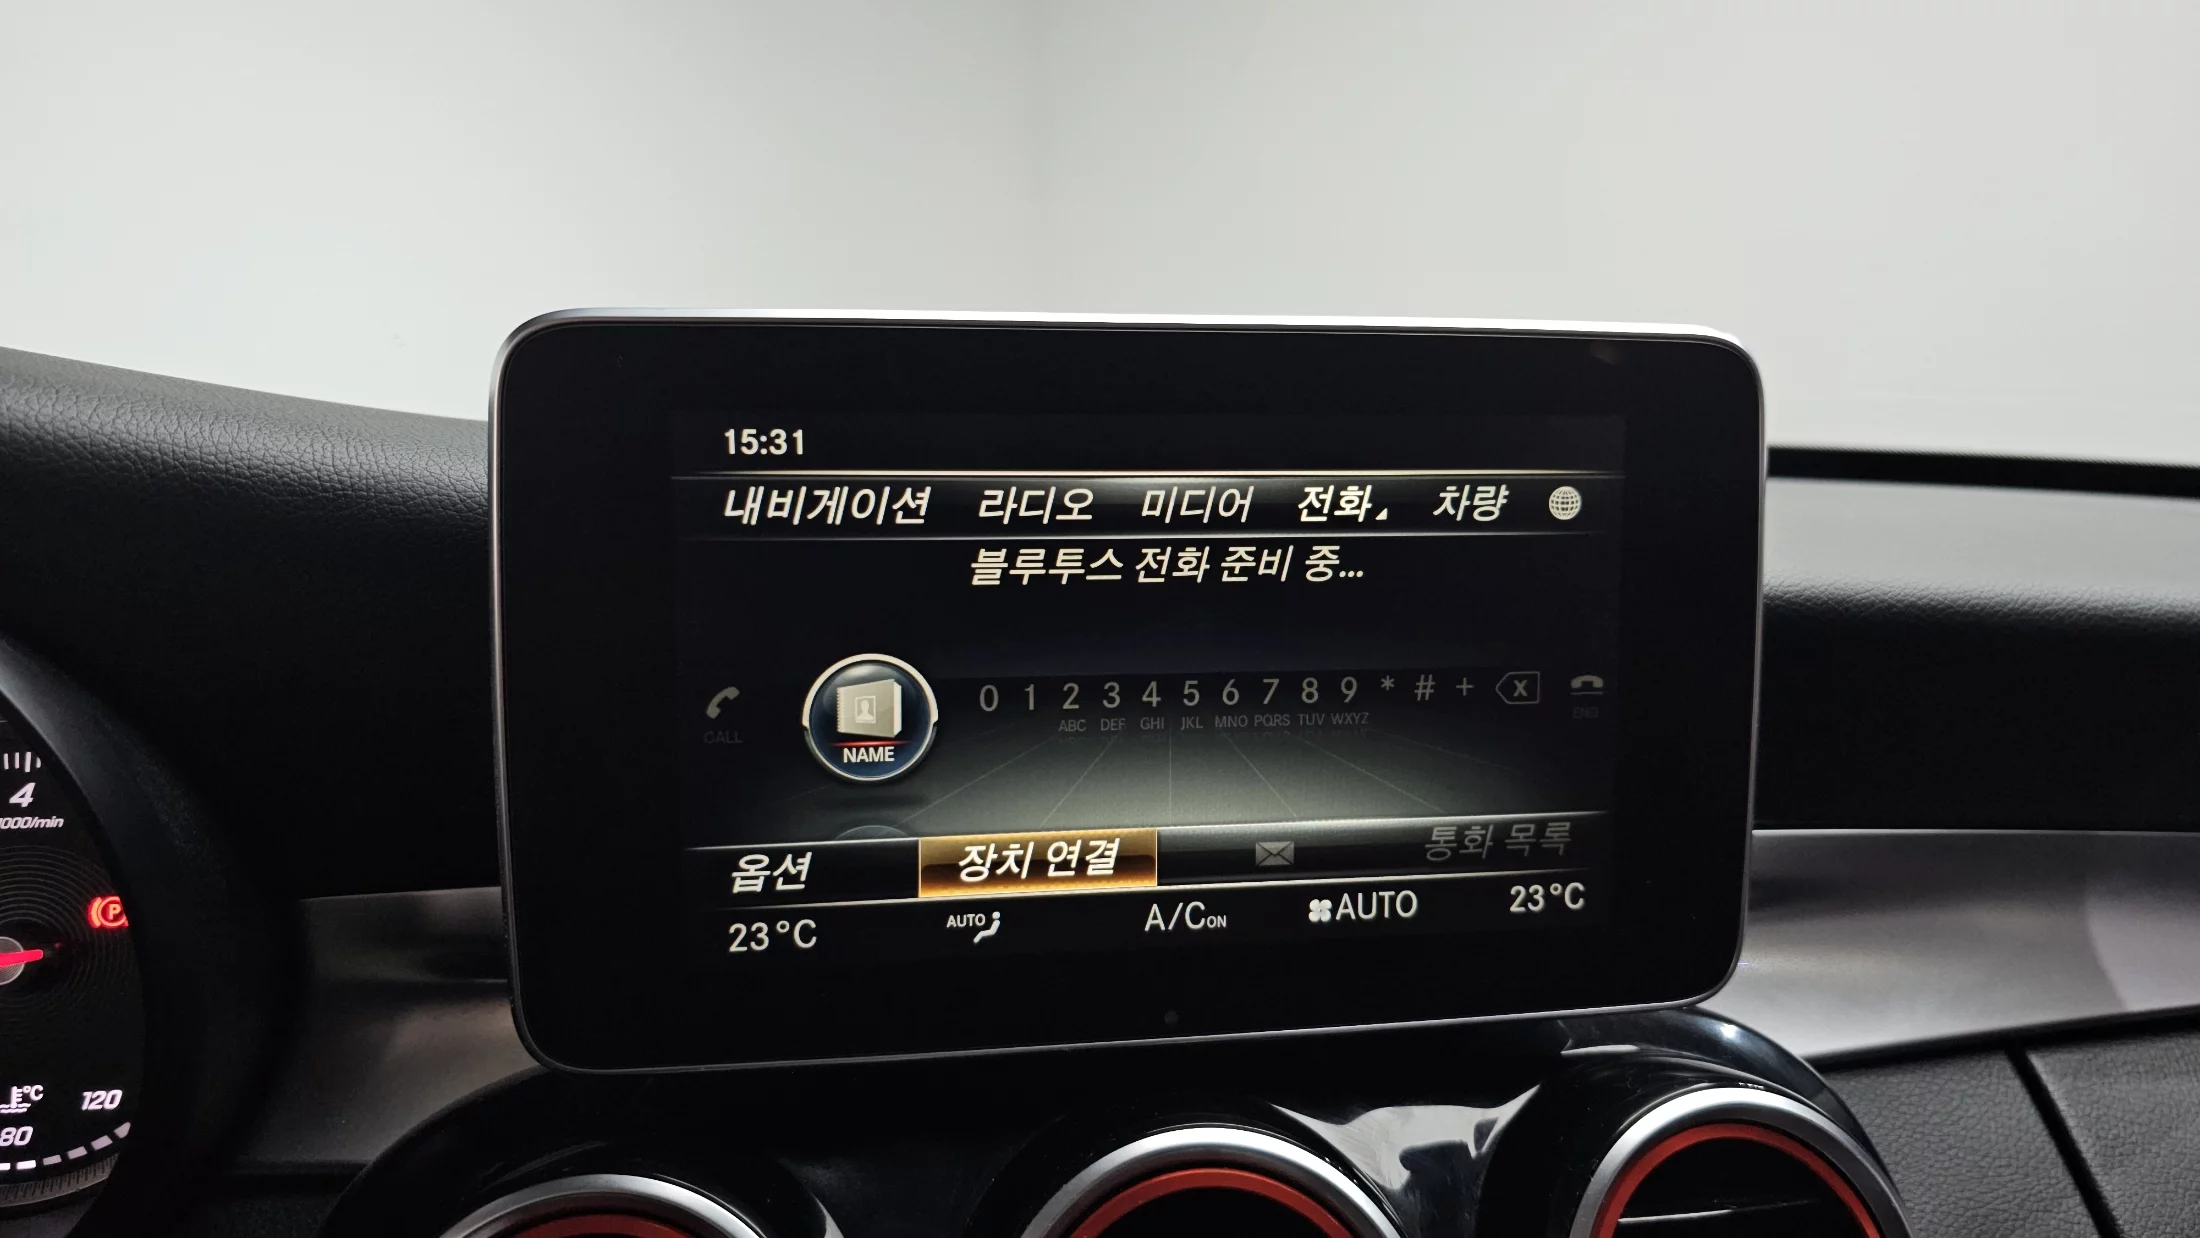 15:31
내비게이션 라디오 미디어 전화 차량
블루투스 전화 준비 중...
0 1 2 3 4 5 6 7 8 9 * # + X
ABC DEF GHI JKL MNO PQRS TUV WXYZ
CALL
NAME
END
옵션 장치 연결 통화 목록
23°C AUTO A/C ON AUTO 23°C
4
1000/min
P
°C 120
80